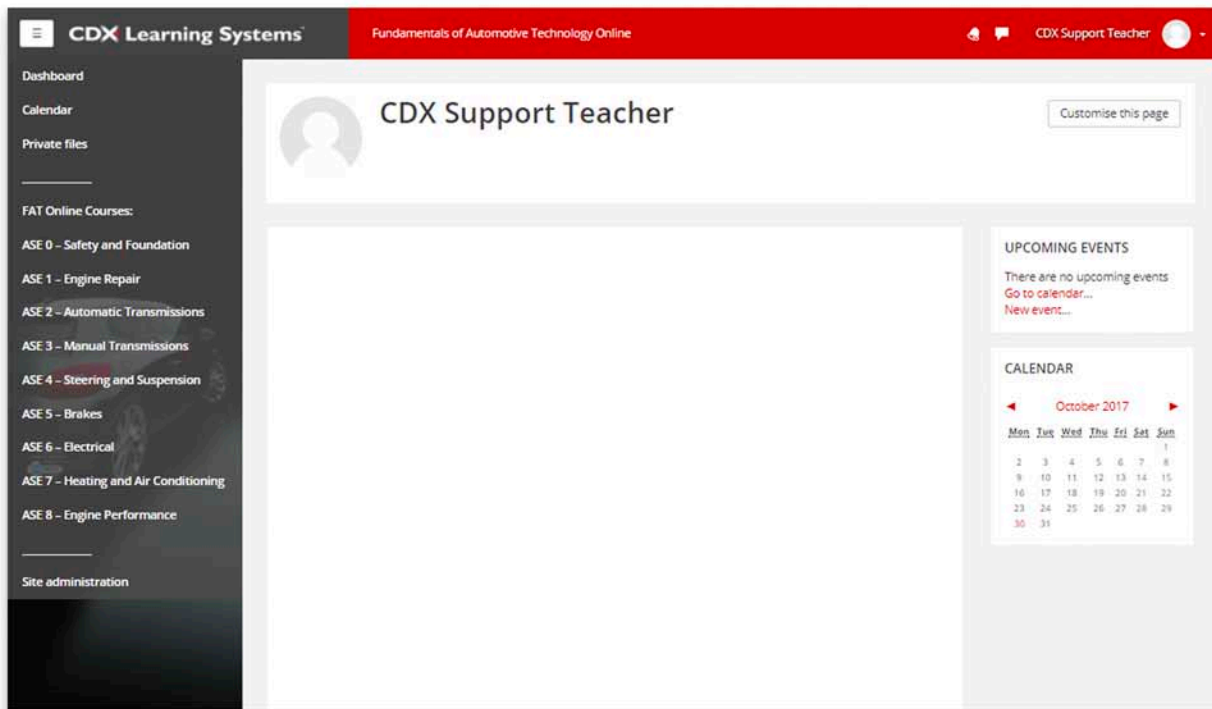 CDX Learning Systems
Fundamentals of Automotive Technology Online
CDX Support Teacher
Dashboard
Calendar
Private files
FAT Online Courses:
ASE 0 – Safety and Foundation
ASE 1 – Engine Repair
ASE 2 – Automatic Transmissions
ASE 3 – Manual Transmissions
ASE 4 – Steering and Suspension
ASE 5 – Brakes
ASE 6 – Electrical
ASE 7 – Heating and Air Conditioning
ASE 8 – Engine Performance
Site administration
CDX Support Teacher
Customise this page
UPCOMING EVENTS
There are no upcoming events
Go to calendar...
New event...
CALENDAR
◄ October 2017 ►
Mon Tue Wed Thu Fri Sat Sun
1
2 3 4 5 6 7 8
9 10 11 12 13 14 15
16 17 18 19 20 21 22
23 24 25 26 27 28 29
30 31